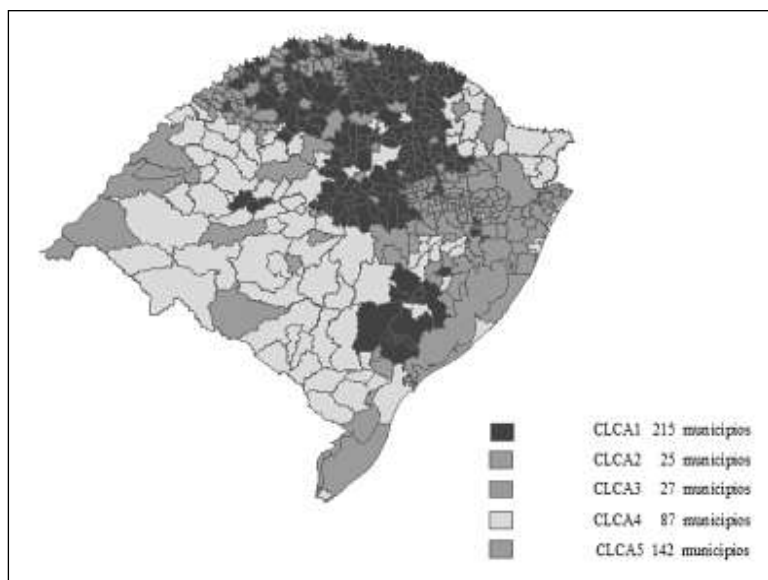 CLCA1 215 municipios
CLCA2 25 municipios
CLCA3 27 municipios
CLCA4 87 municipios
CLCA5 142 municipios